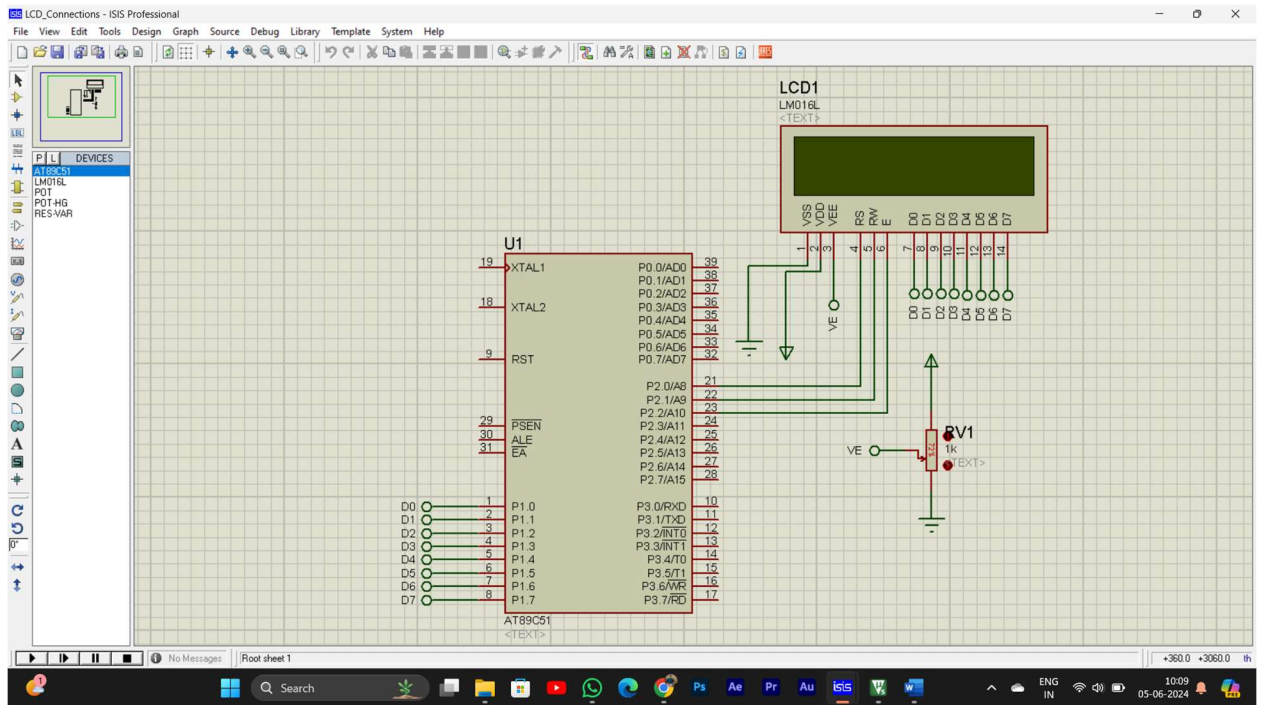 LCD_Connections - ISIS Professional
File View Edit Tools Design Graph Source Debug Library Template System Help
P L DEVICES
AT89C51
LM016L
POT
POT-HG
RES-VAR
LBL
A
S
0°
LCD1
LM016L
<TEXT>
VSS VDD VEE RS RW E D0 D1 D2 D3 D4 D5 D6 D7
1 2 3 4 5 6 7 8 9 10 11 12 13 14
VE D0 D1 D2 D3 D4 D5 D6 D7
U1
19 XTAL1 P0.0/AD0 39
P0.1/AD1 38
P0.2/AD2 37
18 XTAL2 P0.3/AD3 36
P0.4/AD4 35
P0.5/AD5 34
P0.6/AD6 33
9 RST P0.7/AD7 32
P2.0/A8 21
P2.1/A9 22
P2.2/A10 23
29 PSEN P2.3/A11 24
30 ALE P2.4/A12 25
31 EA P2.5/A13 26
P2.6/A14 27
P2.7/A15 28
D0 1 P1.0 P3.0/RXD 10
D1 2 P1.1 P3.1/TXD 11
D2 3 P1.2 P3.2/INT0 12
D3 4 P1.3 P3.3/INT1 13
D4 5 P1.4 P3.4/T0 14
D5 6 P1.5 P3.5/T1 15
D6 7 P1.6 P3.6/WR 16
D7 8 P1.7 P3.7/RD 17
AT89C51
<TEXT>
RV1
VE 72% 1k
TEXT>
No Messages Root sheet 1 +360.0 +3060.0 th
1 Search Ps Ae Pr Au isis W ENG 10:09
IN 05-06-2024 PRE